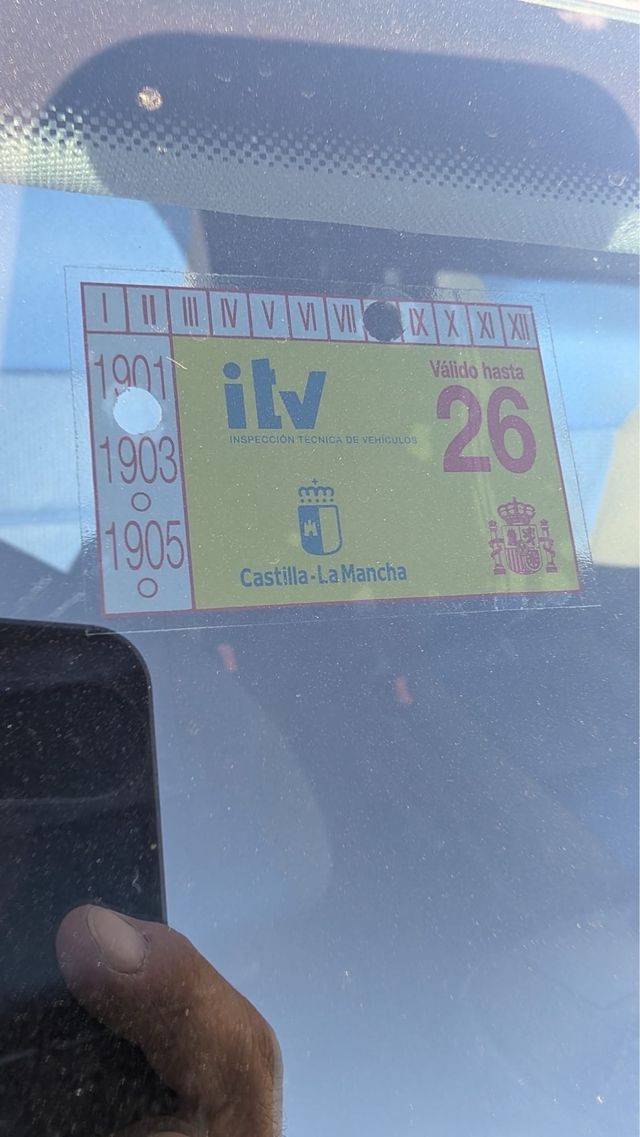 I II III IV V VI VII IX X XI XII
1901
1903
1905
itv
INSPECCIÓN TÉCNICA DE VEHÍCULOS
Válido hasta
26
Castilla-La Mancha